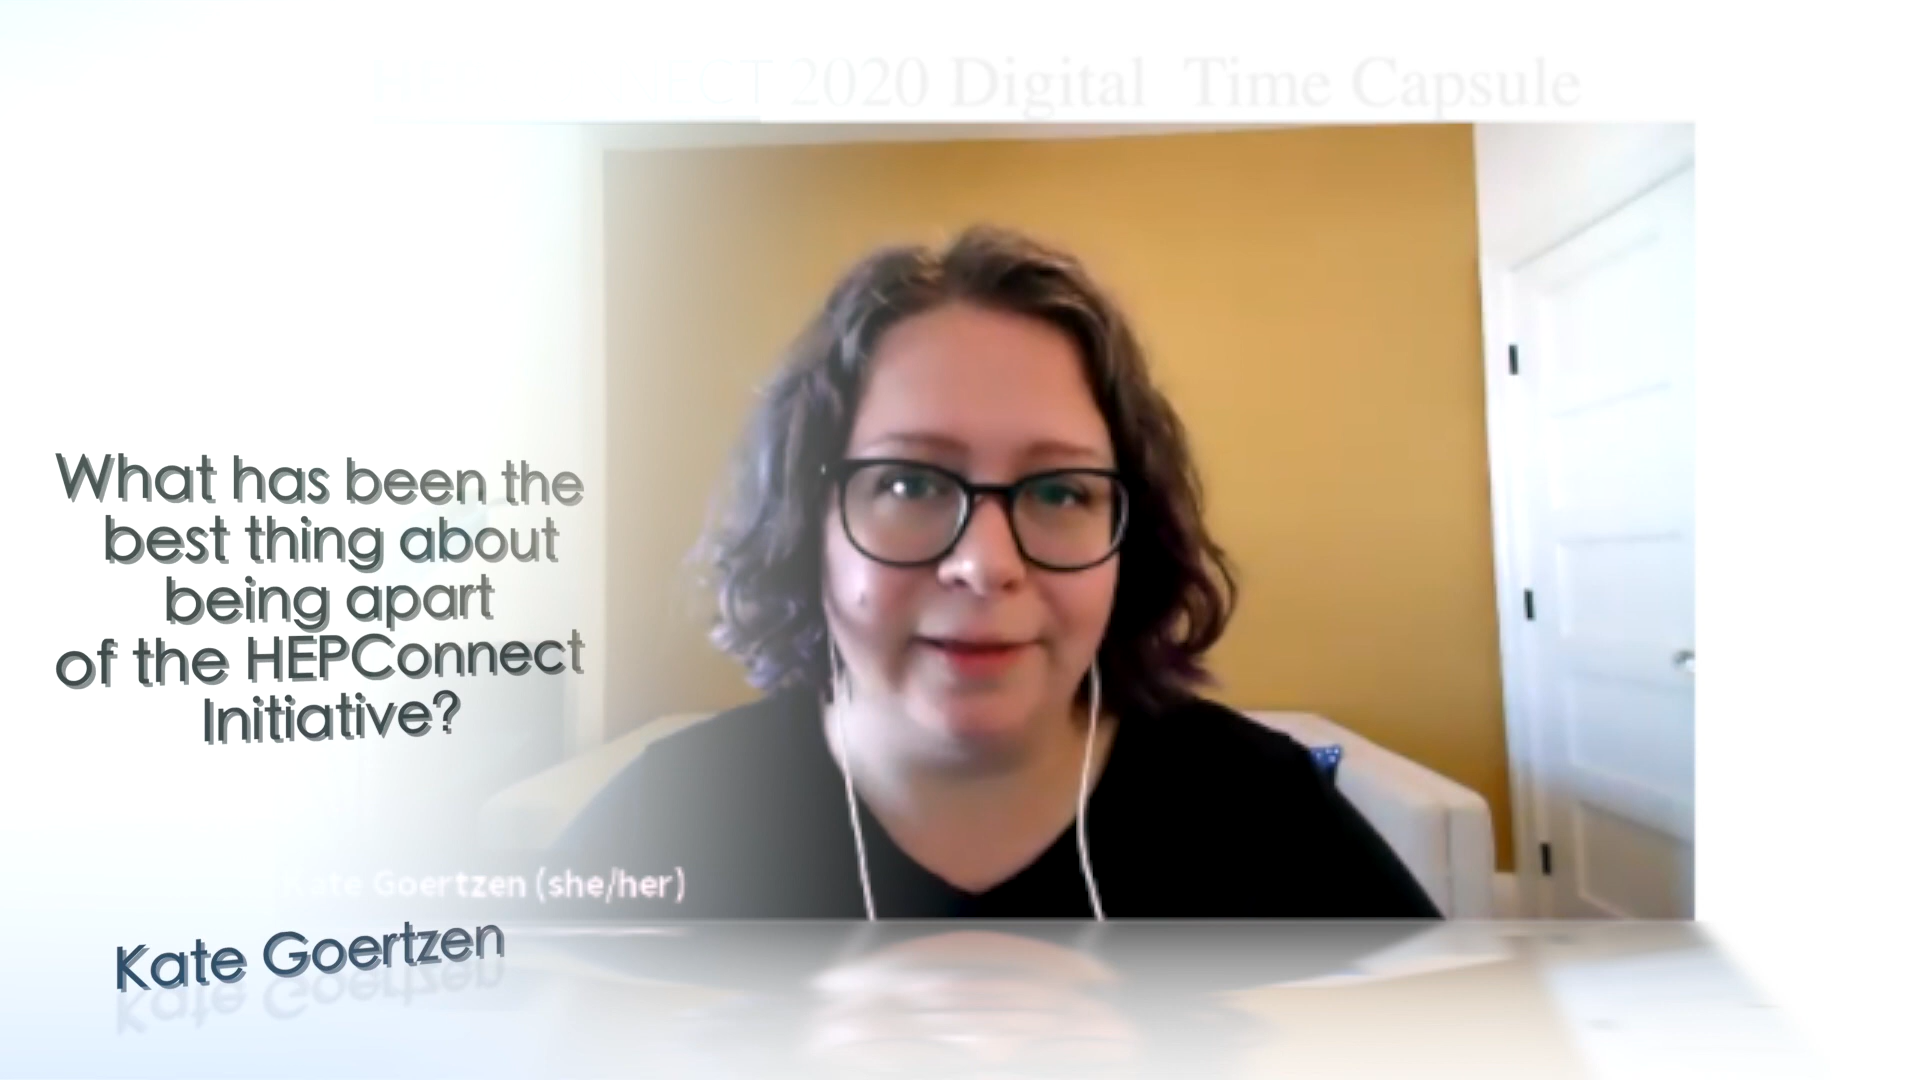 2020 Digital Time Capsule
What has been the
best thing about
being apart
of the HEPConnect
Initiative?
Kate Goertzen (she/her)
Kate Goertzen